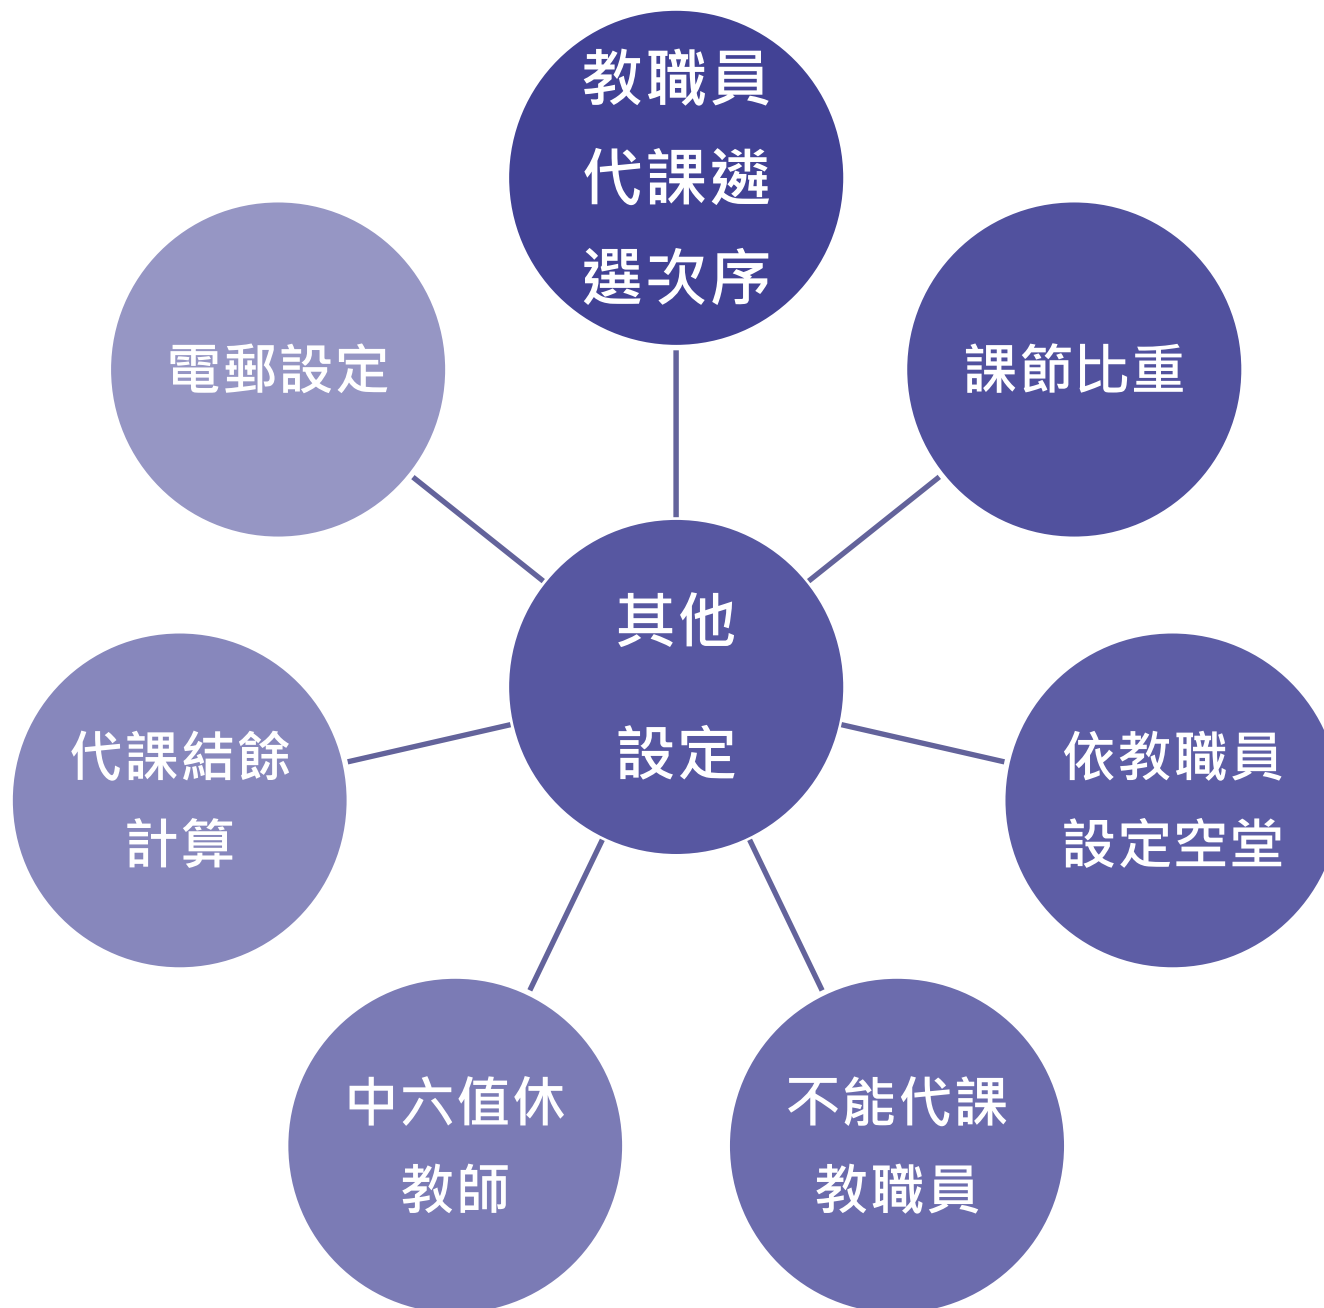 教職員
代課遴
選次序
課節比重
依教職員
設定空堂
不能代課
教職員
中六值休
教師
代課結餘
計算
電郵設定
其他
設定